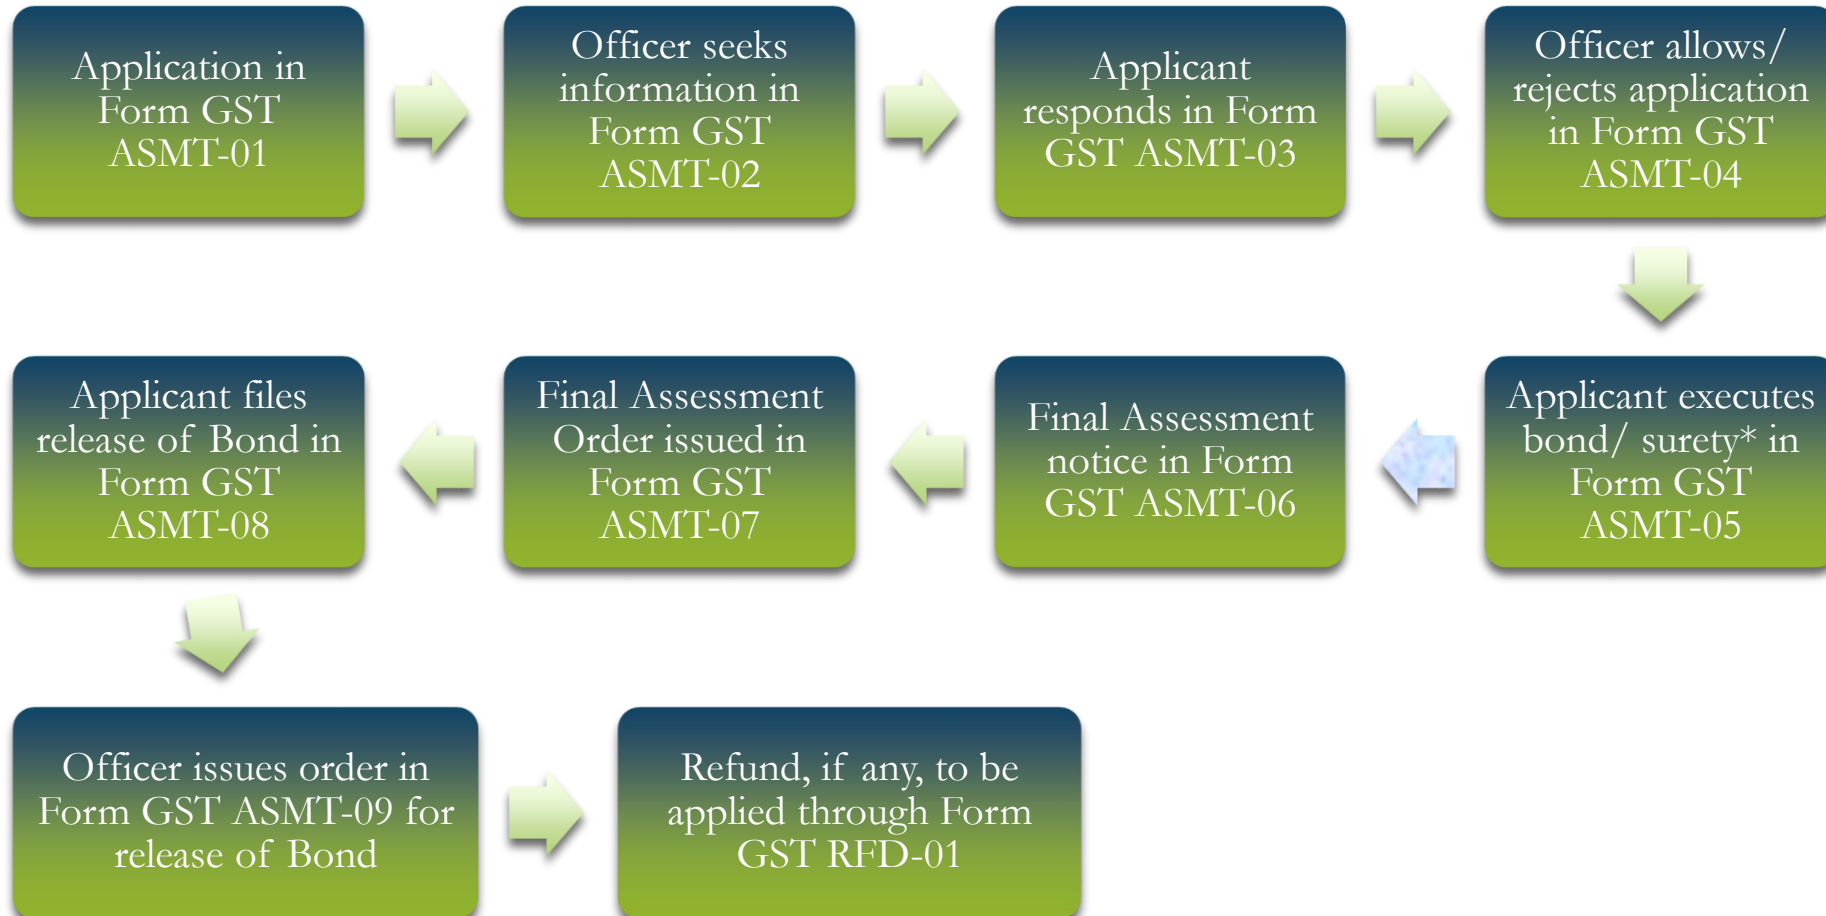 Application in
Form GST
ASMT-01
Officer seeks
information in
Form GST
ASMT-02
Applicant
responds in Form
GST ASMT-03
Officer allows/
rejects application
in Form GST
ASMT-04
Applicant executes
bond/ surety* in
Form GST
ASMT-05
Final Assessment
notice in Form
GST ASMT-06
Final Assessment
Order issued in
Form GST
ASMT-07
Applicant files
release of Bond in
Form GST
ASMT-08
Officer issues order in
Form GST ASMT-09 for
release of Bond
Refund, if any, to be
applied through Form
GST RFD-01